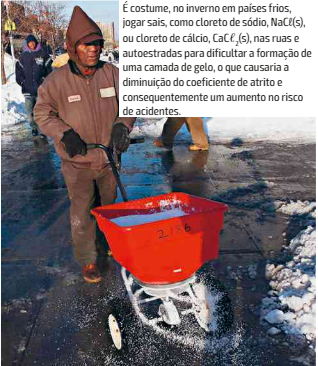 É costume, no inverno em países frios,
jogar sais, como cloreto de sódio, NaCℓ(s),
ou cloreto de cálcio, CaCℓ₂(s), nas ruas e
autoestradas para dificultar a formação de
uma camada de gelo, o que causaria a
diminuição do coeficiente de atrito e
consequentemente um aumento no risco
de acidentes.